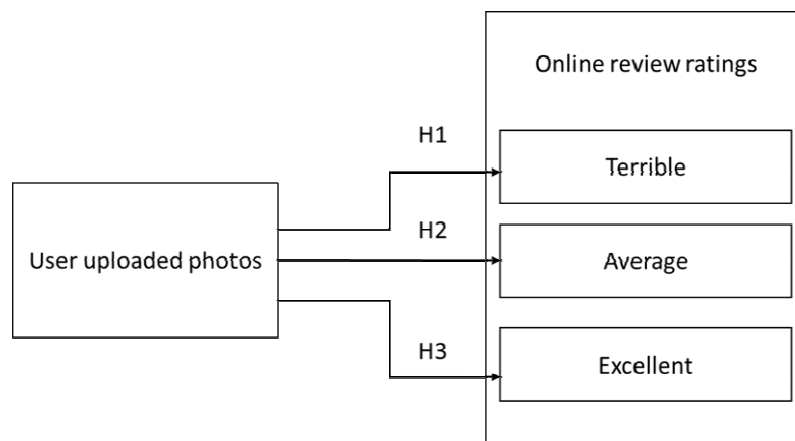 Online review ratings
H1
Terrible
H2
User uploaded photos
Average
H3
Excellent